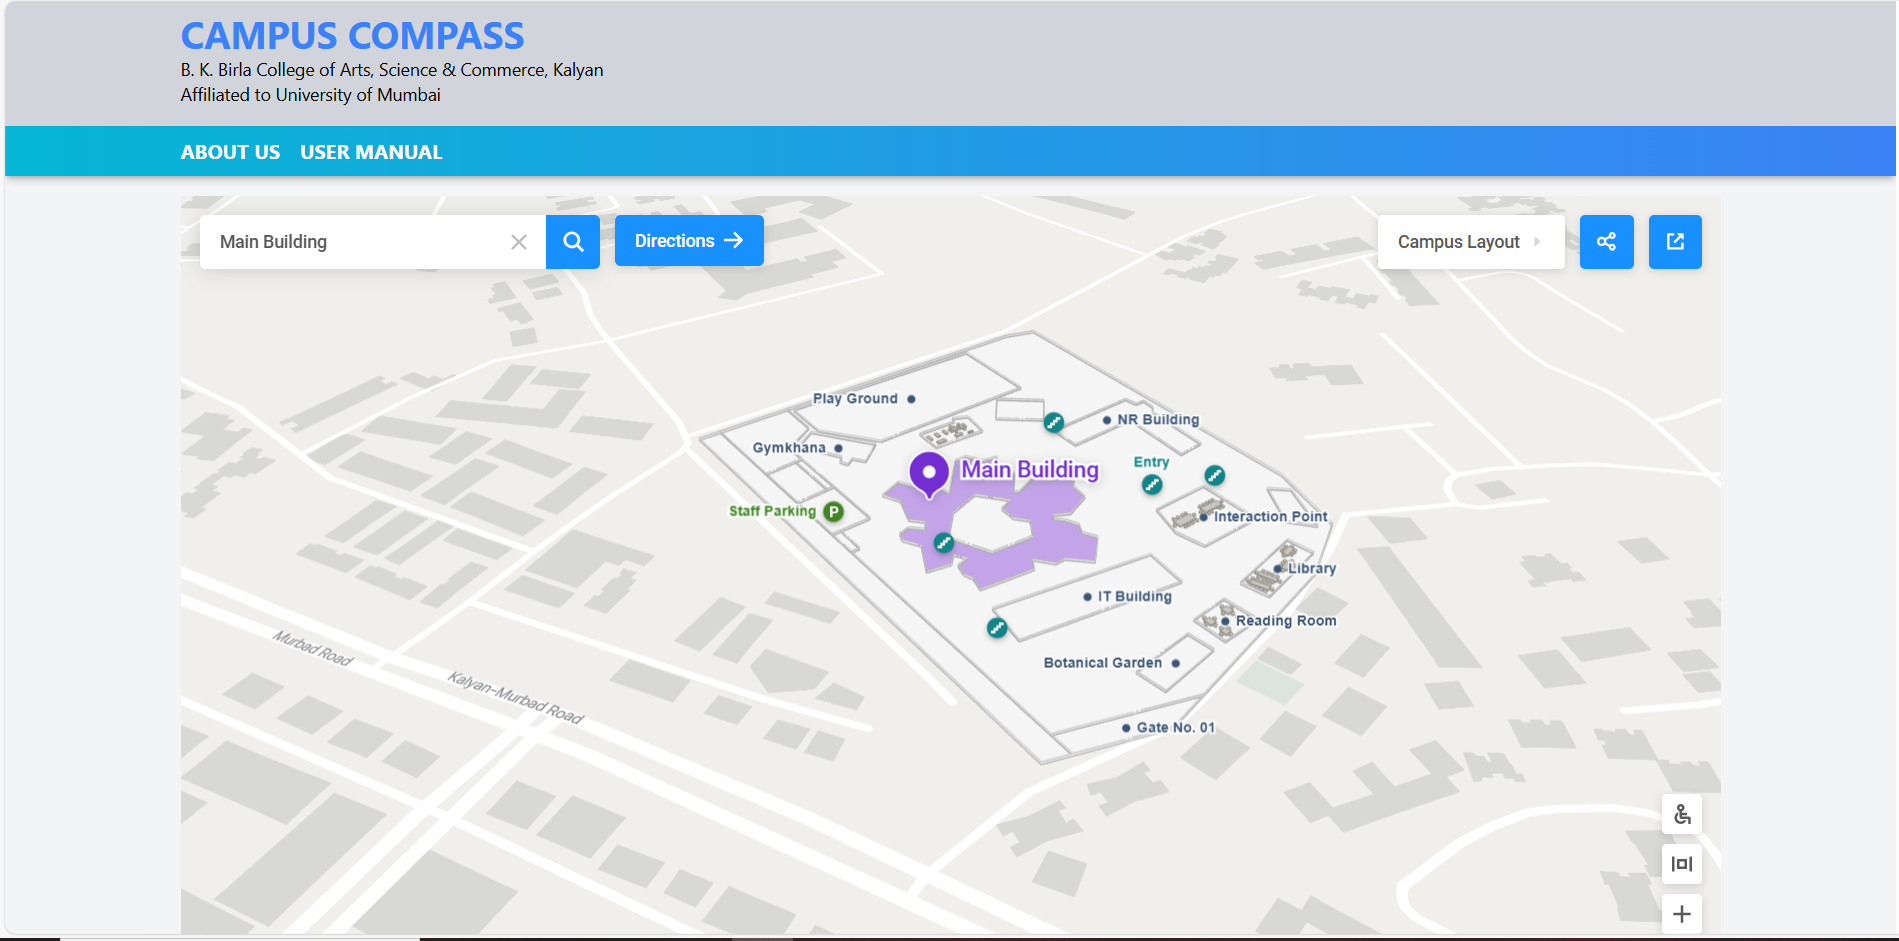 CAMPUS COMPASS
B. K. Birla College of Arts, Science & Commerce, Kalyan
Affiliated to University of Mumbai
ABOUT US
USER MANUAL
Main Building
Directions
Campus Layout
Play Ground
NR Building
Gymkhana
Main Building
Entry
Staff Parking P
Interaction Point
Library
IT Building
Reading Room
Murbad Road
Botanical Garden
Kalyan-Murbad Road
Gate No. 01